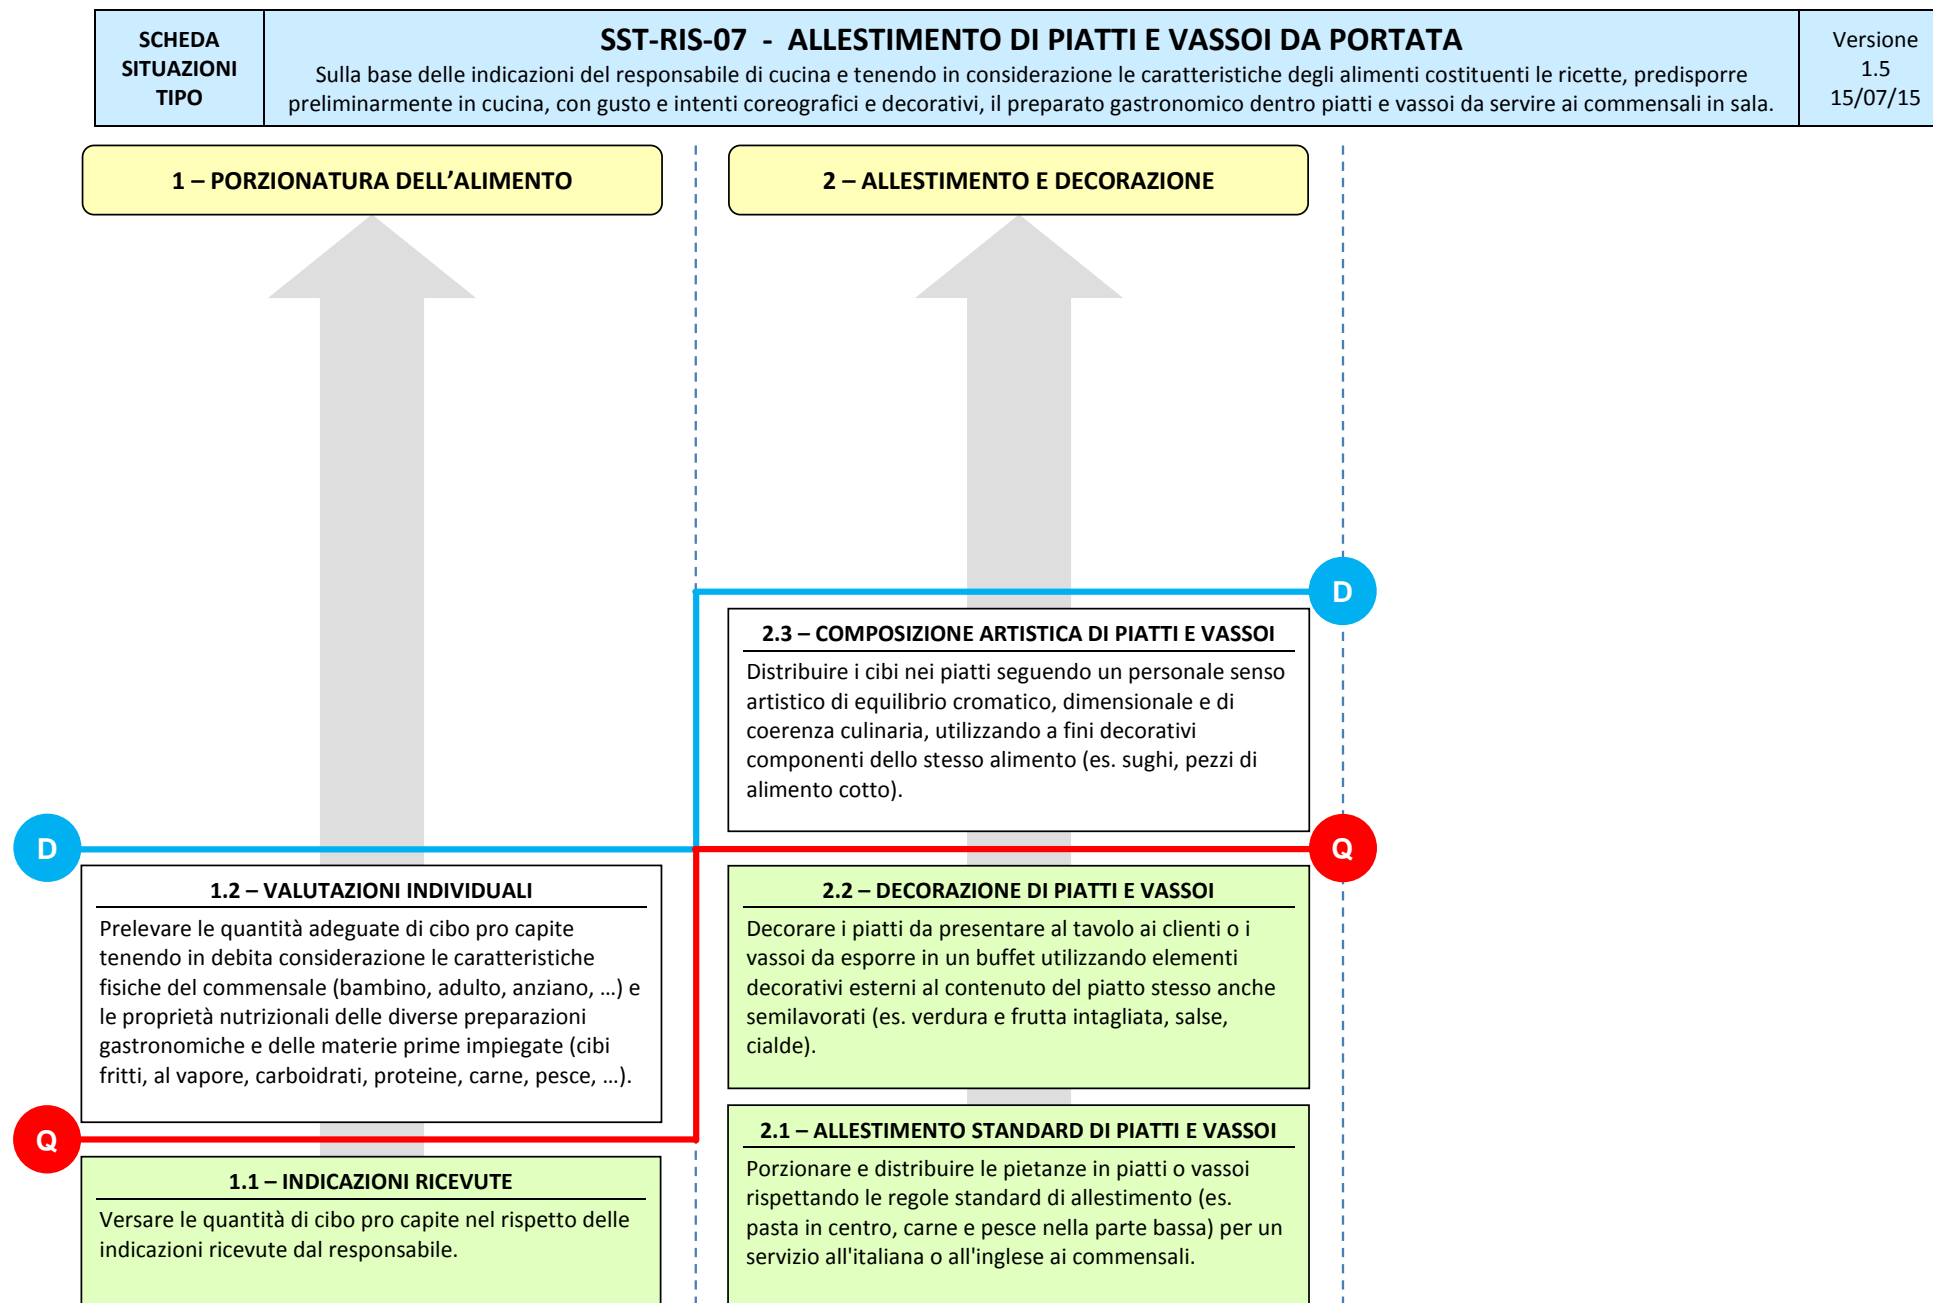 SCHEDA
SITUAZIONI
TIPO
SST-RIS-07 - ALLESTIMENTO DI PIATTI E VASSOI DA PORTATA
Sulla base delle indicazioni del responsabile di cucina e tenendo in considerazione le caratteristiche degli alimenti costituenti le ricette, predisporre
preliminarmente in cucina, con gusto e intenti coreografici e decorativi, il preparato gastronomico dentro piatti e vassoi da servire ai commensali in sala.
Versione
1.5
15/07/15
1 – PORZIONATURA DELL’ALIMENTO
2 – ALLESTIMENTO E DECORAZIONE
D
2.3 – COMPOSIZIONE ARTISTICA DI PIATTI E VASSOI
Distribuire i cibi nei piatti seguendo un personale senso
artistico di equilibrio cromatico, dimensionale e di
coerenza culinaria, utilizzando a fini decorativi
componenti dello stesso alimento (es. sughi, pezzi di
alimento cotto).
D
Q
1.2 – VALUTAZIONI INDIVIDUALI
Prelevare le quantità adeguate di cibo pro capite
tenendo in debita considerazione le caratteristiche
fisiche del commensale (bambino, adulto, anziano, …) e
le proprietà nutrizionali delle diverse preparazioni
gastronomiche e delle materie prime impiegate (cibi
fritti, al vapore, carboidrati, proteine, carne, pesce, …).
2.2 – DECORAZIONE DI PIATTI E VASSOI
Decorare i piatti da presentare al tavolo ai clienti o i
vassoi da esporre in un buffet utilizzando elementi
decorativi esterni al contenuto del piatto stesso anche
semilavorati (es. verdura e frutta intagliata, salse,
cialde).
Q
1.1 – INDICAZIONI RICEVUTE
Versare le quantità di cibo pro capite nel rispetto delle
indicazioni ricevute dal responsabile.
2.1 – ALLESTIMENTO STANDARD DI PIATTI E VASSOI
Porzionare e distribuire le pietanze in piatti o vassoi
rispettando le regole standard di allestimento (es.
pasta in centro, carne e pesce nella parte bassa) per un
servizio all'italiana o all'inglese ai commensali.